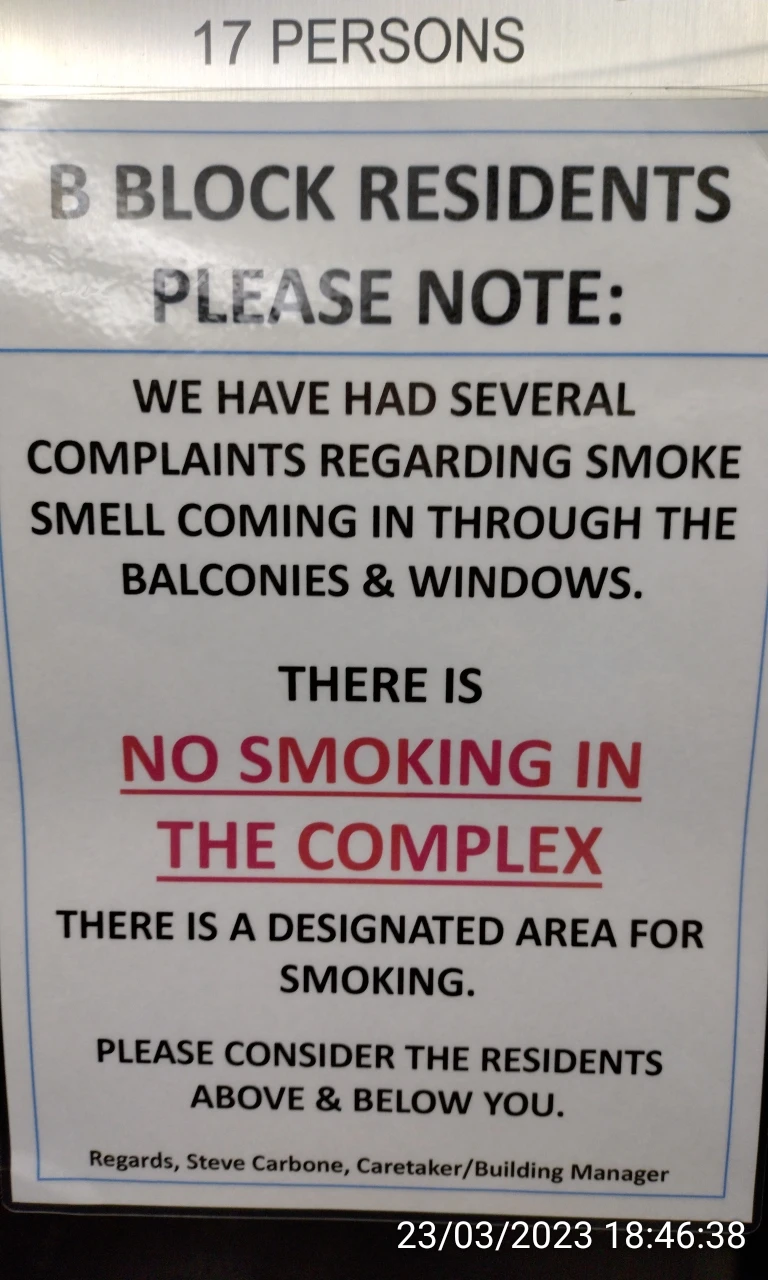 17 PERSONS
B BLOCK RESIDENTS
PLEASE NOTE:
WE HAVE HAD SEVERAL
COMPLAINTS REGARDING SMOKE
SMELL COMING IN THROUGH THE
BALCONIES & WINDOWS.
THERE IS
NO SMOKING IN
THE COMPLEX
THERE IS A DESIGNATED AREA FOR
SMOKING.
PLEASE CONSIDER THE RESIDENTS
ABOVE & BELOW YOU.
Regards, Steve Carbone, Caretaker/Building Manager
23/03/2023 18:46:38